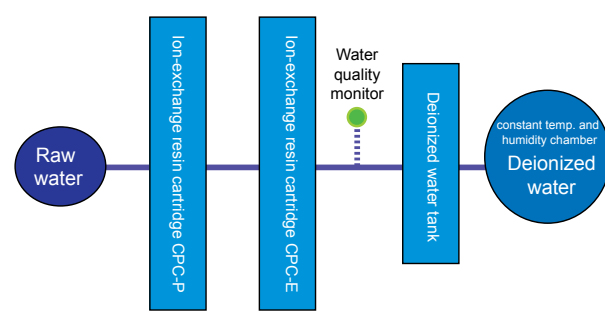 Raw
water
Ion-exchange resin cartridge CPC-P
Ion-exchange resin cartridge CPC-E
Water
quality
monitor
Deionized water tank
constant temp. and
humidity chamber
Deionized
water